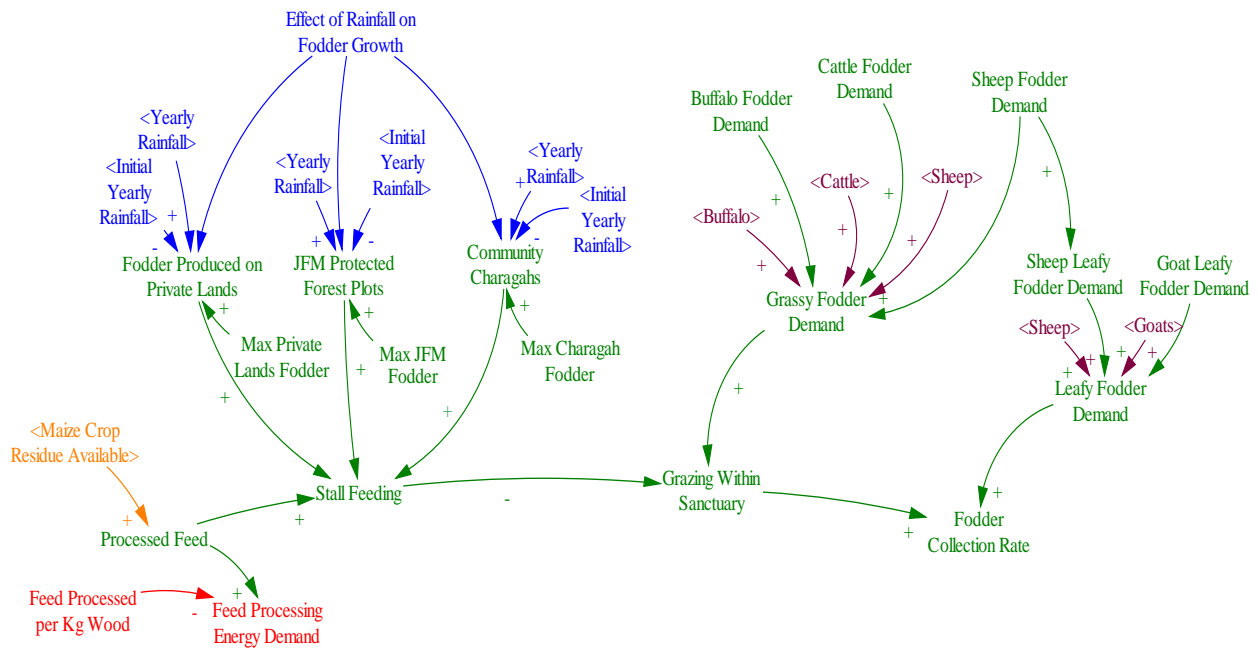 Effect of Rainfall on
Fodder Growth
<Yearly
Rainfall>
<Initial
Yearly
Rainfall>
+
-
<Yearly
Rainfall>
<Initial
Yearly
Rainfall>
+
-
<Yearly
Rainfall>
<Initial
Yearly
Rainfall>
+
-
Fodder Produced on
Private Lands
JFM Protected
Forest Plots
Community
Charagahs
+
Max Private
Lands Fodder
+
Max JFM
Fodder
+
Max Charagah
Fodder
+
+
+
<Maize Crop
Residue Available>
+
Processed Feed
+
Stall Feeding
-
Feed Processed
per Kg Wood
-
+
Feed Processing
Energy Demand
Buffalo Fodder
Demand
Cattle Fodder
Demand
Sheep Fodder
Demand
<Buffalo>
<Cattle>
<Sheep>
+
+
+
+
+
+
+
Grassy Fodder
Demand
Sheep Leafy
Fodder Demand
Goat Leafy
Fodder Demand
<Sheep>
<Goats>
+
+
+
+
Leafy Fodder
Demand
+
Grazing Within
Sanctuary
+
+
Fodder
Collection Rate